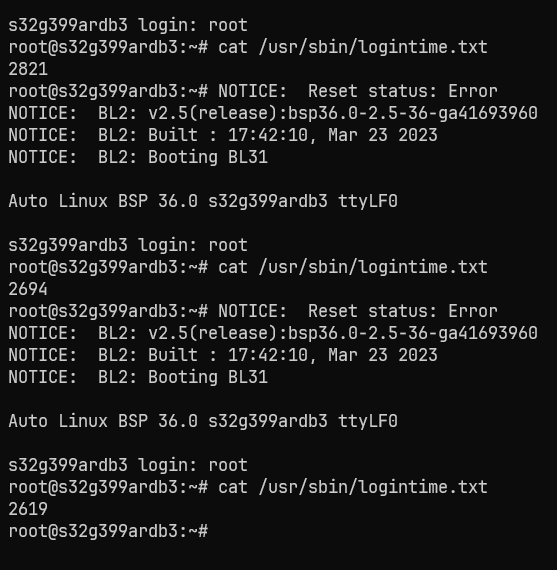 s32g399ardb3 login: root
root@s32g399ardb3:~# cat /usr/sbin/logintime.txt
2821
root@s32g399ardb3:~# NOTICE:  Reset status: Error
NOTICE:  BL2: v2.5(release):bsp36.0-2.5-36-ga41693960
NOTICE:  BL2: Built : 17:42:10, Mar 23 2023
NOTICE:  BL2: Booting BL31
Auto Linux BSP 36.0 s32g399ardb3 ttyLF0
s32g399ardb3 login: root
root@s32g399ardb3:~# cat /usr/sbin/logintime.txt
2694
root@s32g399ardb3:~# NOTICE:  Reset status: Error
NOTICE:  BL2: v2.5(release):bsp36.0-2.5-36-ga41693960
NOTICE:  BL2: Built : 17:42:10, Mar 23 2023
NOTICE:  BL2: Booting BL31
Auto Linux BSP 36.0 s32g399ardb3 ttyLF0
s32g399ardb3 login: root
root@s32g399ardb3:~# cat /usr/sbin/logintime.txt
2619
root@s32g399ardb3:~#